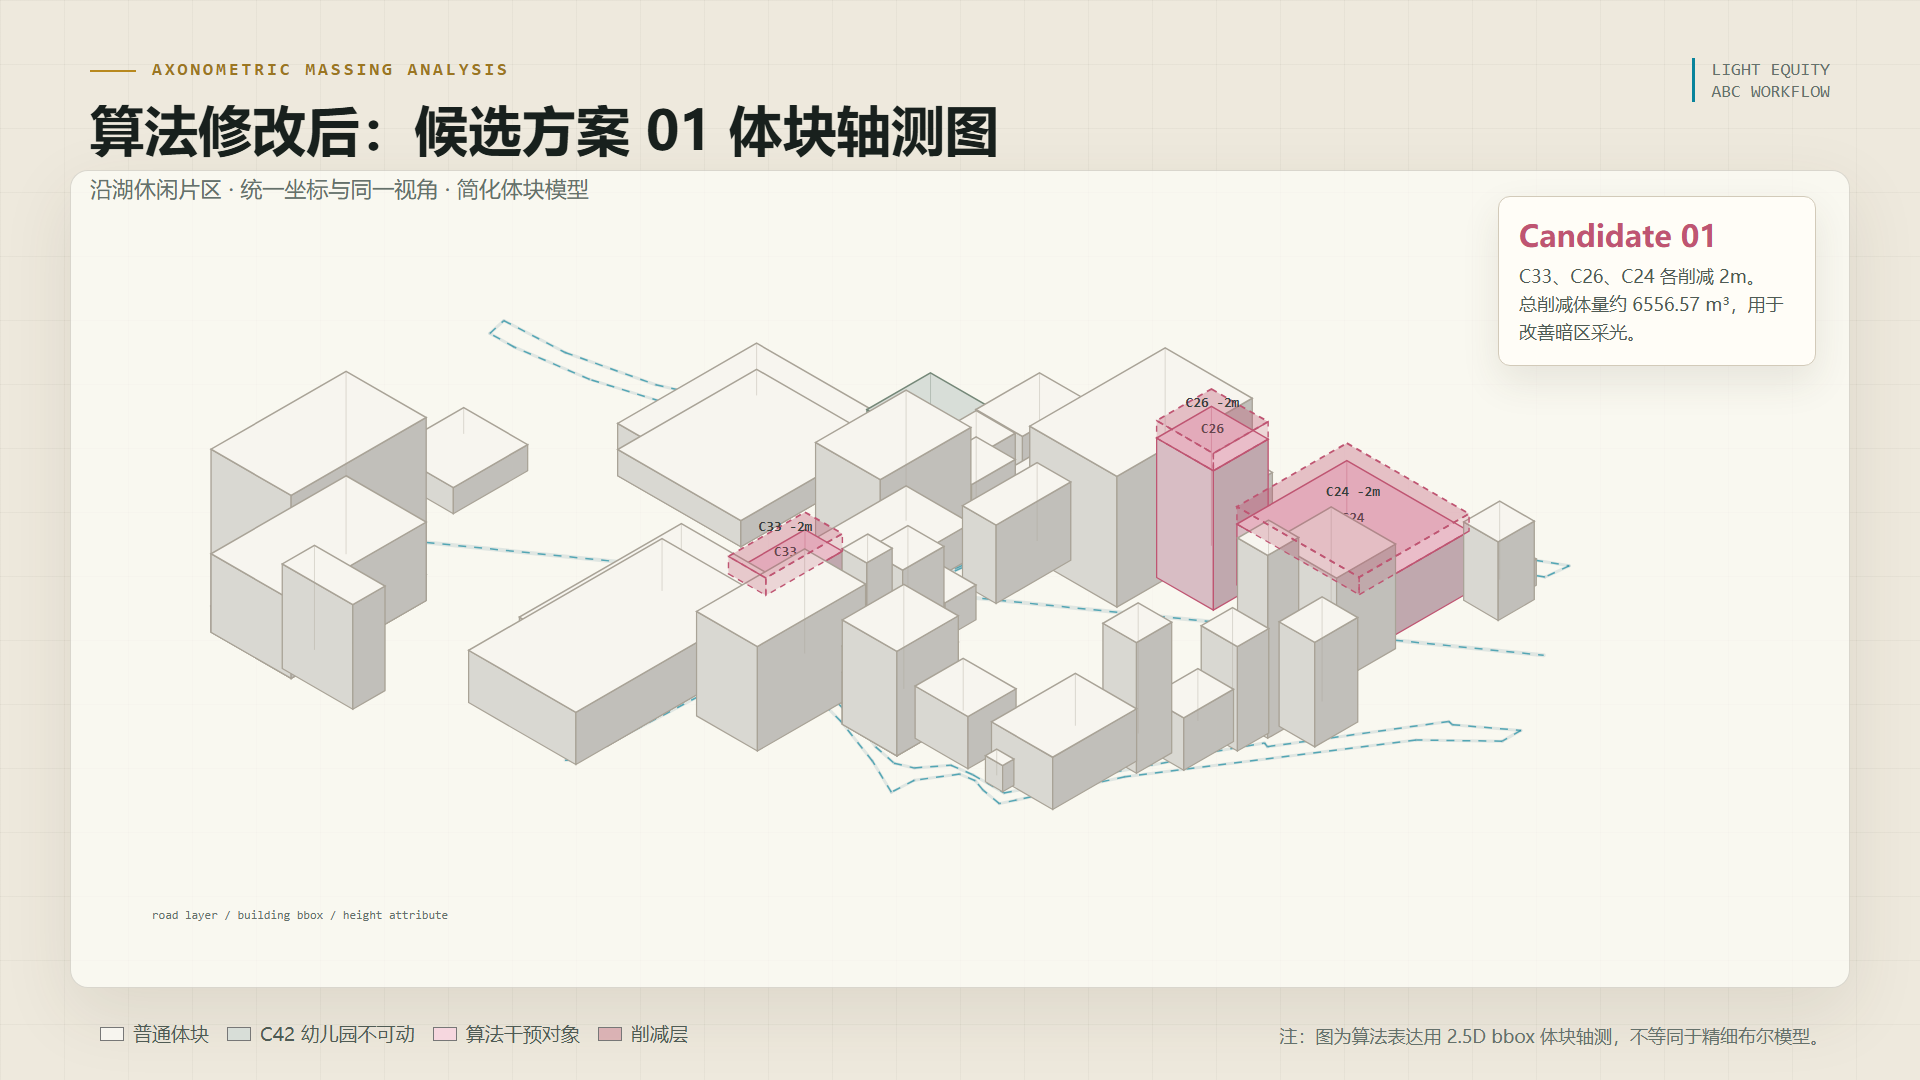 AXONOMETRIC MASSING ANALYSIS
LIGHT EQUITY
ABC WORKFLOW
算法修改后：候选方案 01 体块轴测图
沿湖休闲片区 · 统一坐标与同一视角 · 简化体块模型
Candidate 01
C33、C26、C24 各削减 2m。
总削减体量约 6556.57 m³，用于
改善暗区采光。
C26 -2m
C26
C24 -2m
24
C33 -2m
C33
road layer / building bbox / height attribute
普通体块
C42 幼儿园不可动
算法干预对象
削减层
注：图为算法表达用 2.5D bbox 体块轴测，不等同于精细布尔模型。